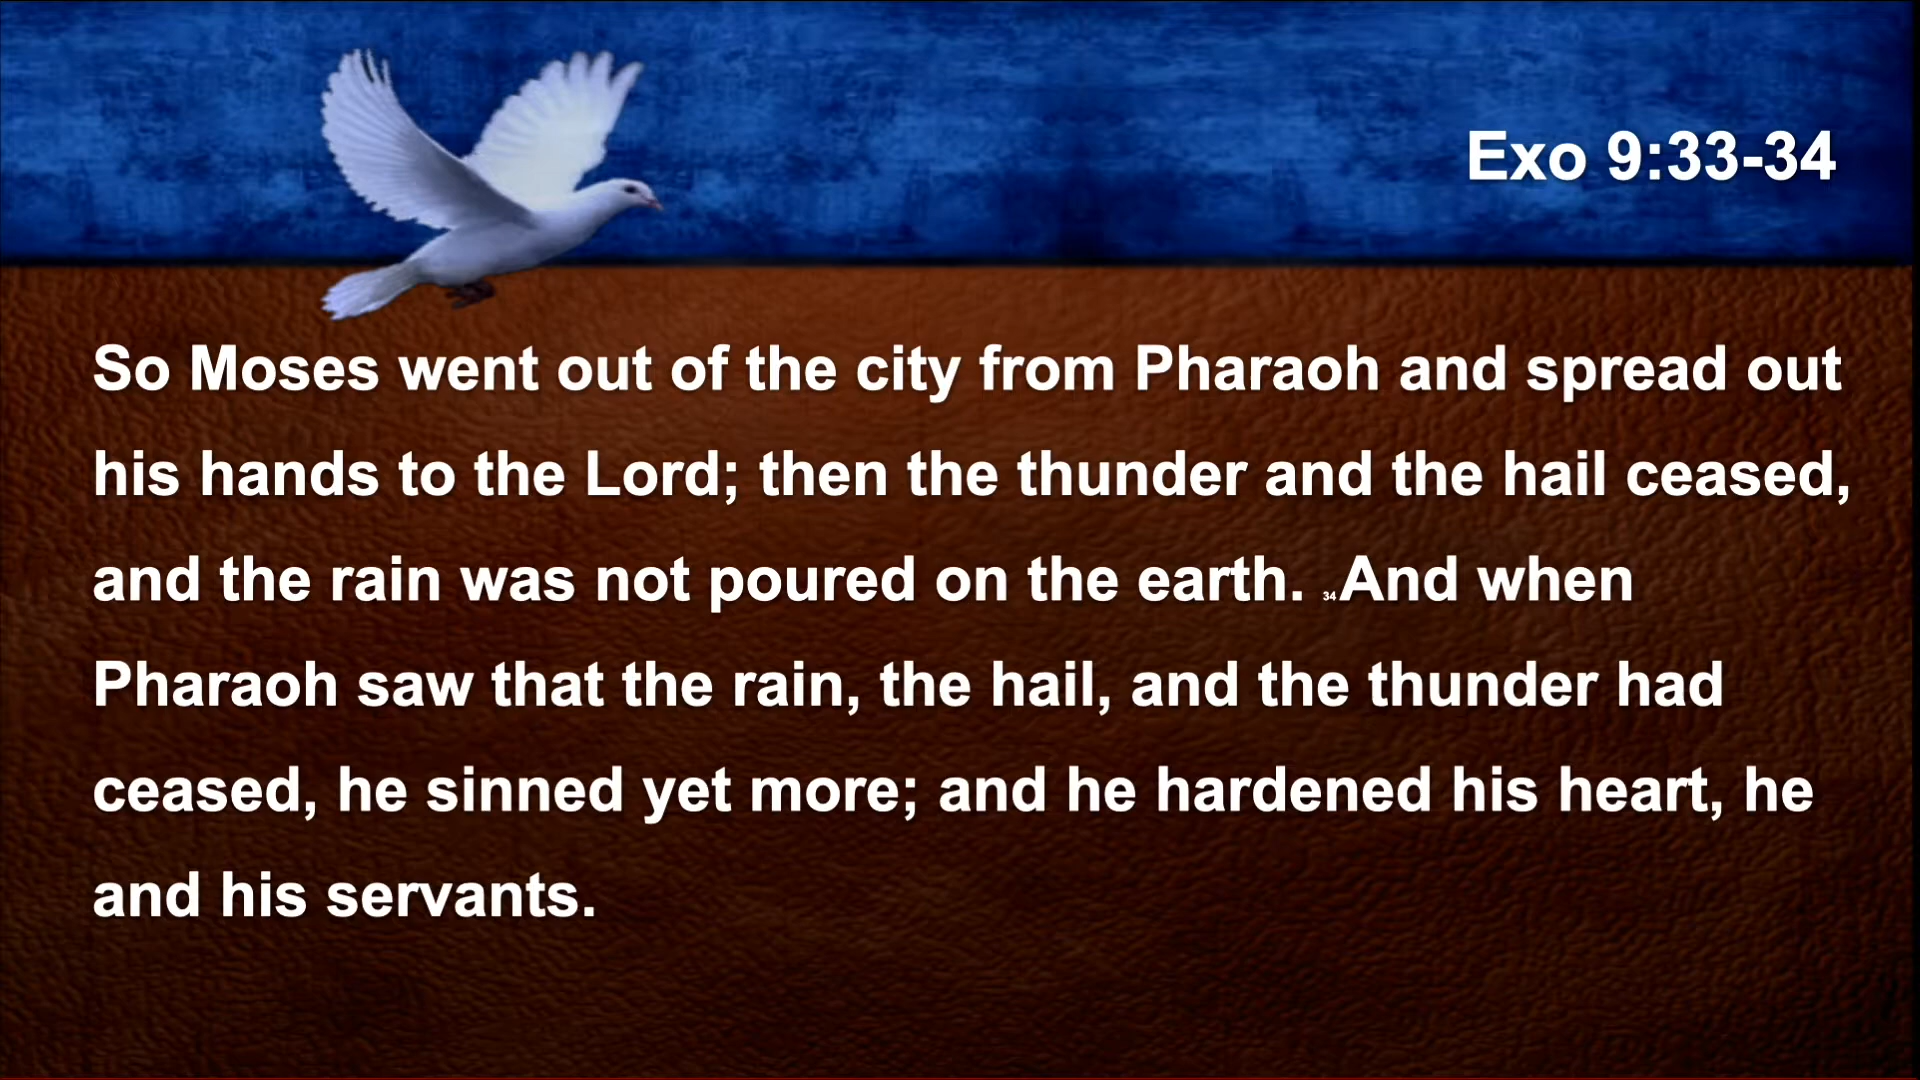 Exo 9:33-34
So Moses went out of the city from Pharaoh and spread out
his hands to the Lord; then the thunder and the hail ceased,
and the rain was not poured on the earth. 34 And when
Pharaoh saw that the rain, the hail, and the thunder had
ceased, he sinned yet more; and he hardened his heart, he
and his servants.